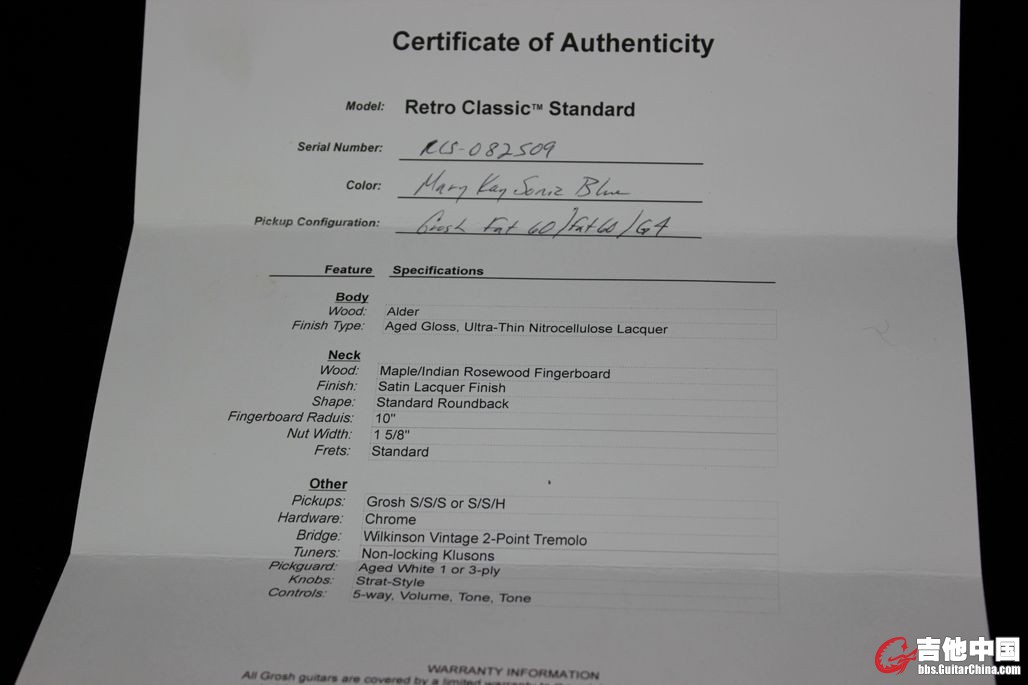 Certificate of Authenticity
Model: Retro Classic™ Standard
Serial Number: RCS-082509
Color: Mary Kay Sonic Blue
Pickup Configuration: Grosh Fat 60/Fat 60/G4
Feature Specifications
Body
Wood: Alder
Finish Type: Aged Gloss, Ultra-Thin Nitrocellulose Lacquer
Neck
Wood: Maple/Indian Rosewood Fingerboard
Finish: Satin Lacquer Finish
Shape: Standard Roundback
Fingerboard Raduis: 10"
Nut Width: 1 5/8"
Frets: Standard
Other
Pickups: Grosh S/S/S or S/S/H
Hardware: Chrome
Bridge: Wilkinson Vintage 2-Point Tremolo
Tuners: Non-locking Klusons
Pickguard: Aged White 1 or 3-ply
Knobs: Strat-Style
Controls: 5-way, Volume, Tone, Tone
WARRANTY INFORMATION
All Grosh guitars are covered by a limited
吉他中国
bbs.GuitarChina.com